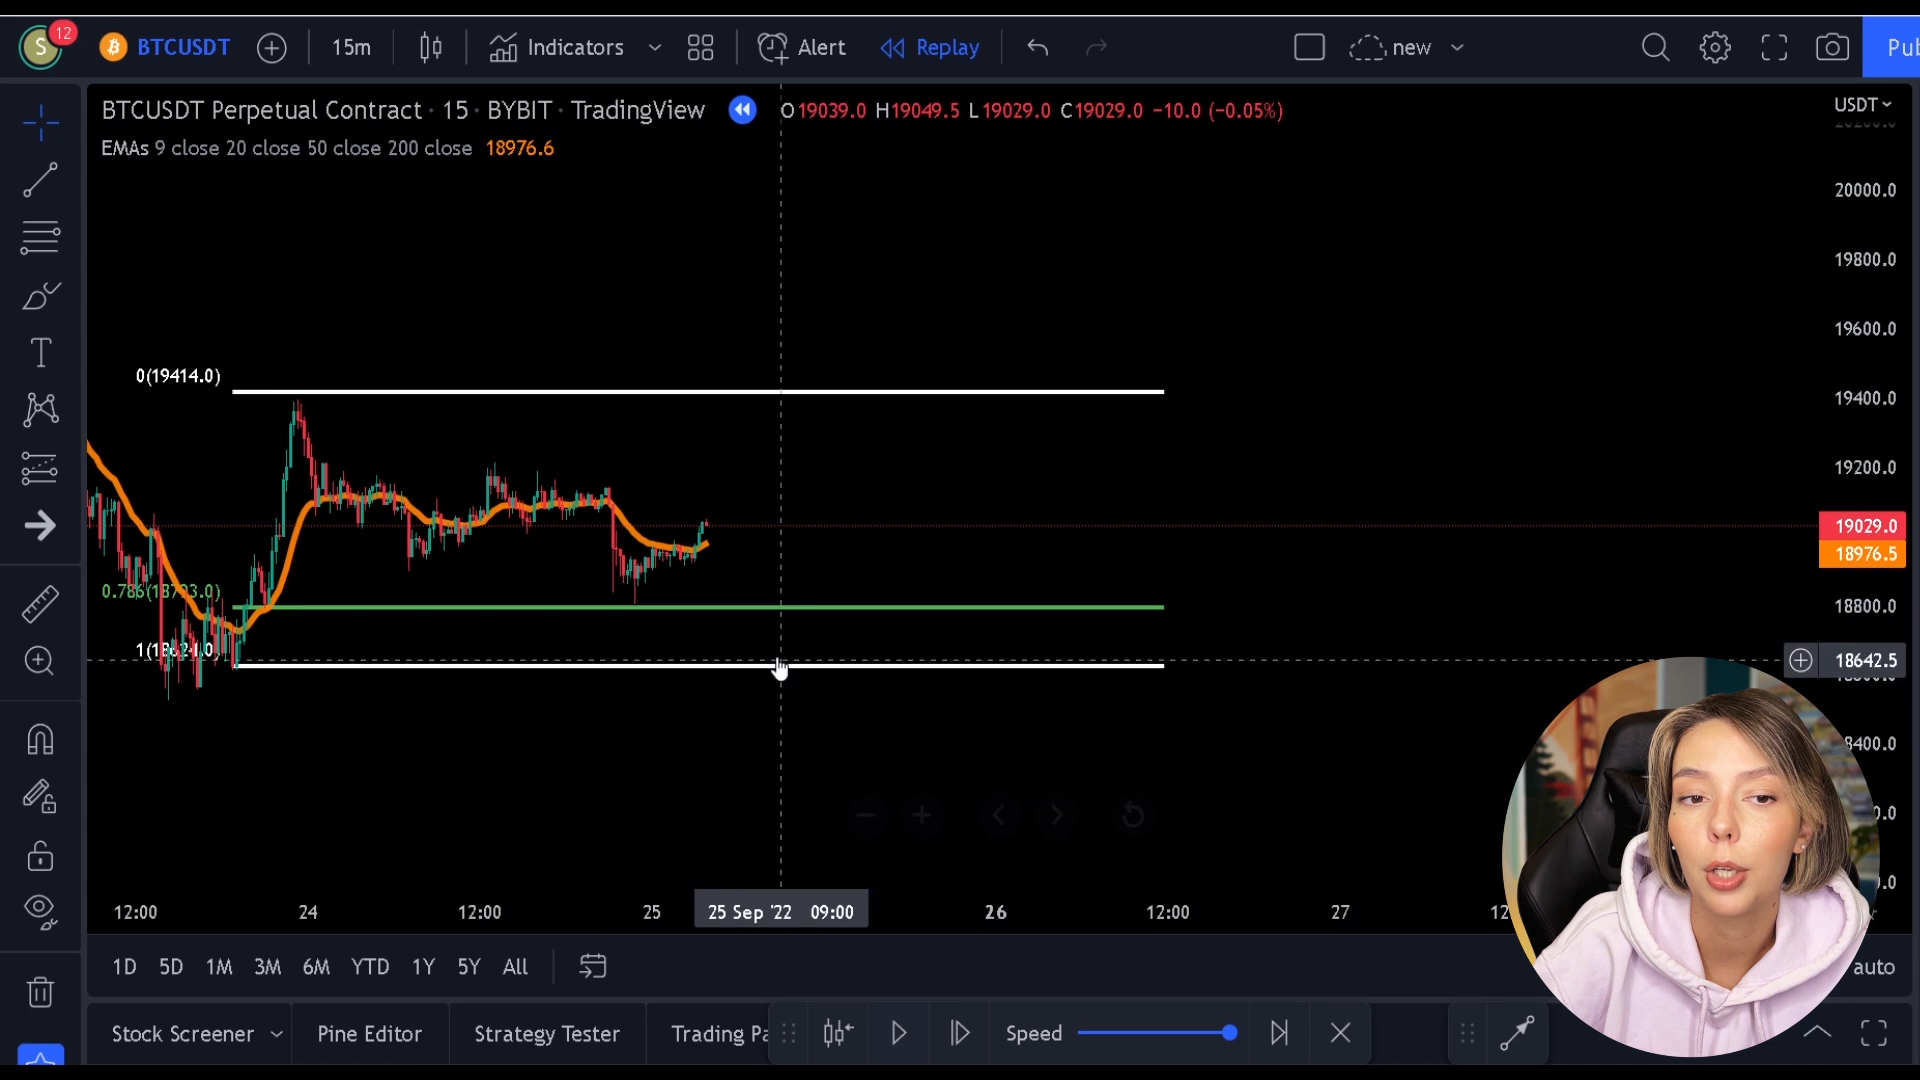 S 12 BTCUSDT 15m Indicators Alert Replay new Pub
BTCUSDT Perpetual Contract · 15 · BYBIT · TradingView O19039.0 H19049.5 L19029.0 C19029.0 −10.0 (−0.05%)
USDT
EMAs 9 close 20 close 50 close 200 close 18976.6
20000.0
19800.0
19600.0
0(19414.0)
19400.0
19200.0
19029.0
18976.5
18800.0
18642.5
12:00 24 12:00 25 25 Sep '22 09:00 26 12:00 27
1D 5D 1M 3M 6M YTD 1Y 5Y All auto
Stock Screener Pine Editor Strategy Tester Trading Pa Speed